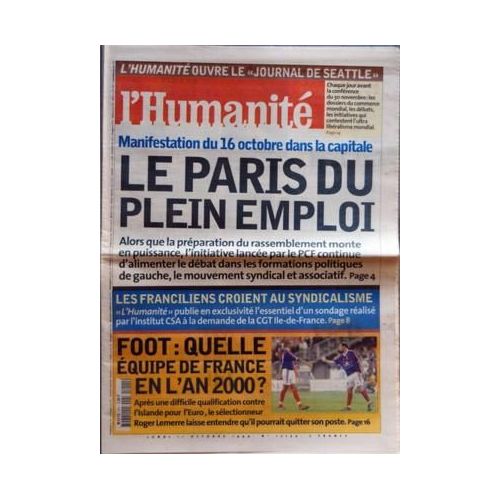 L'HUMANITÉ OUVRE LE «JOURNAL DE SEATTLE»
l'Humanité
Chaque jour avant
la conférence
du 30 novembre: les
dossiers du commerce
mondial, les débats,
les initiatives qui
contestent l'ultra
libéralisme mondial.
Manifestation du 16 octobre dans la capitale
LE PARIS DU
PLEIN EMPLOI
Alors que la préparation du rassemblement monte
en puissance, l'initiative lancée par le PCF continue
d'alimenter le débat dans les formations politiques
de gauche, le mouvement syndical et associatif. Page 4
LES FRANCILIENS CROIENT AU SYNDICALISME
«L'Humanité» publie en exclusivité l'essentiel d'un sondage réalisé
par l'institut CSA à la demande de la CGT Ile-de-France. Page 8
FOOT: QUELLE
ÉQUIPE DE FRANCE
EN L'AN 2000?
Après une difficile qualification contre
l'Islande pour l'Euro, le sélectionneur
Roger Lemerre laisse entendre qu'il pourrait quitter son poste. Page 16
LUNDI 11 OCTOBRE 1999